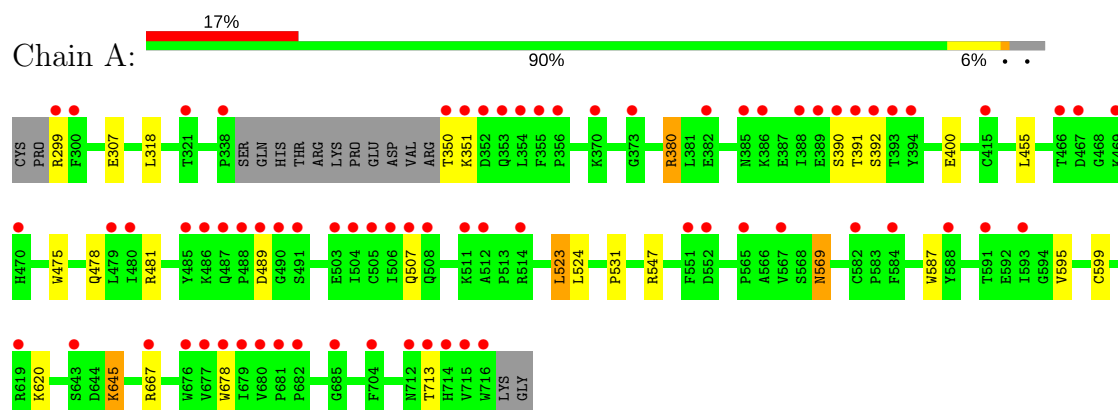 17%
Chain A:
90% 6% • •
CYS PRO R299 F300 E307 L318 T321 P338 SER GLN HIS THR ARG LYS PRO GLU ASP VAL ARG T350 K351 D352 Q353 L354 F355 P356 K370 G373 R380 L381 E382 N385 K386 E387 I388 E389 S390 T391 S392 T393 Y394 E400 C415 L455 T466 D467 G468 K469
H470 W475 Q478 L479 I480 R481 Y485 K486 Q487 P488 D489 G490 S491 E503 I504 C505 I506 Q507 Q508 K511 A512 P513 R514 L523 L524 P531 R547 F551 D552 P565 A566 V567 S568 N569 C582 P583 F584 W587 Y588 T591 E592 I593 G594 V595 C599
R619 K620 S643 D644 K645 R667 W676 V677 W678 I679 V680 P681 P682 G685 F704 N712 T713 H714 V715 W716 LYS GLY